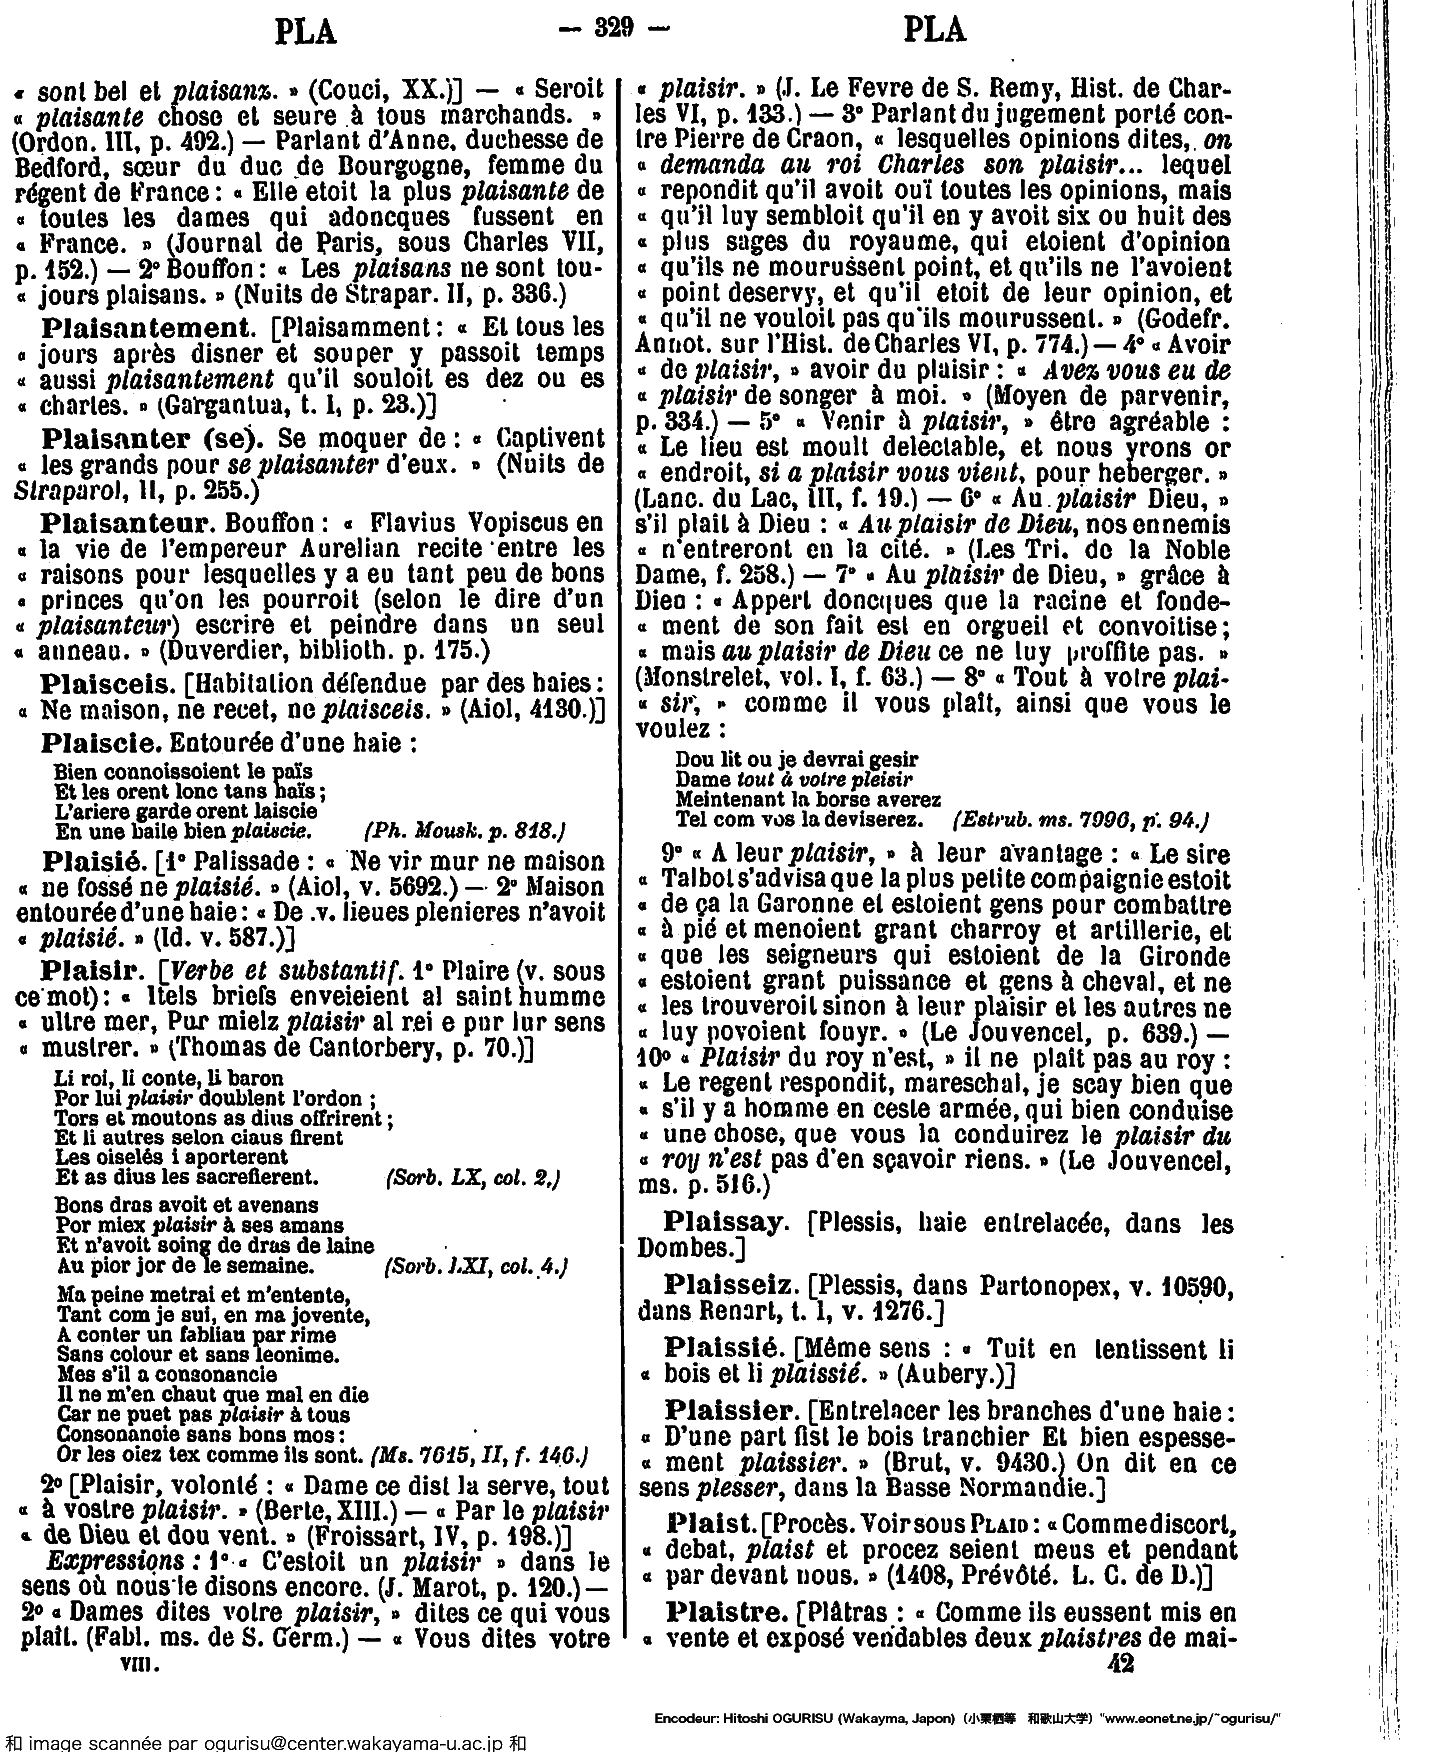 PLA — 329 — PLA
« sont bel et plaisanz. » (Couci, XX.)] — « Seroit
« plaisante chose et seure à tous marchands. »
(Ordon. III, p. 492.) — Parlant d'Anne, duchesse de
Bedford, sœur du duc de Bourgogne, femme du
régent de France : « Elle etoit la plus plaisante de
« toutes les dames qui adoncques fussent en
« France. » (Journal de Paris, sous Charles VII,
p. 152.) — 2° Bouffon : « Les plaisans ne sont tou-
« jours plaisans. » (Nuits de Strapar. II, p. 336.)
Plaisantement. [Plaisamment : « Et tous les
« jours après disner et souper y passoit temps
« aussi plaisantement qu'il souloit es dez ou es
« chartes. » (Gargantua, t. I, p. 23.)]
Plaisanter (se). Se moquer de : « Captivent
« les grands pour se plaisanter d'eux. » (Nuits de
Straparol, II, p. 255.)
Plaisanteur. Bouffon : « Flavius Vopiscus en
« la vie de l'empereur Aurelian recite entre les
« raisons pour lesquelles y a eu tant peu de bons
« princes qu'on les pourroit (selon le dire d'un
« plaisanteur) escrire et peindre dans un seul
« anneau. » (Duverdier, biblioth. p. 175.)
Plaisceis. [Habitation défendue par des haies :
« Ne maison, ne recet, ne plaisceis. » (Aiol, 4130.)]
Plaiscie. Entourée d'une haie :
Bien connoissoient le païs
Et les orent lonc tans haïs ;
L'ariere garde orent laiscie
En une baile bien plaiscie. (Ph. Mousk. p. 818.)
Plaisié. [1° Palissade : « Ne vir mur ne maison
« ne fossé ne plaisié. » (Aiol, v. 5692.) — 2° Maison
entourée d'une haie : « De .v. lieues plenieres n'avoit
« plaisié. » (Id. v. 587.)]
Plaisir. [Verbe et substantif. 1° Plaire (v. sous
ce mot) : « Itels briefs enveieient al saint humme
« ultre mer, Pur mielz plaisir al rei e pur lur sens
« mustrer. » (Thomas de Cantorbery, p. 70.)]
Li roi, li conte, li baron
Por lui plaisir doublent l'ordon ;
Tors et moutons as dius offrirent ;
Et li autres selon ciaus firent
Les oiselés i aporterent
Et as dius les sacrefierent. (Sorb. LX, col. 2.)
Bons dras avoit et avenans
Por miex plaisir à ses amans
Et n'avoit soing de dras de laine
Au pior jor de le semaine. (Sorb. LXI, col. 4.)
Ma peine metrai et m'entente,
Tant com je sui, en ma jovente,
A conter un fabliau par rime
Sans colour et sans leonime.
Mes s'il a consonancie
Il ne m'en chaut que mal en die
Car ne puet pas plaisir à tous
Consonancie sans bons mos :
Or les oiez tex comme ils sont. (Ms. 7615, II, f. 146.)
2° [Plaisir, volonté : « Dame ce dist la serve, tout
« à vostre plaisir. » (Berte, XIII.) — « Par le plaisir
« de Dieu et dou vent. » (Froissart, IV, p. 198.)]
Expressions : 1° « C'estoit un plaisir » dans le
sens où nous le disons encore. (J. Marot, p. 120.) —
2° « Dames dites votre plaisir, » dites ce qui vous
plaît. (Fabl. ms. de S. Germ.) — « Vous dites votre
VIII.
« plaisir. » (J. Le Fevre de S. Remy, Hist. de Char-
les VI, p. 133.) — 3° Parlant du jugement porté con-
tre Pierre de Craon, « lesquelles opinions dites, on
« demanda au roi Charles son plaisir... lequel
« repondit qu'il avoit ouï toutes les opinions, mais
« qu'il luy sembloit qu'il en y avoit six ou huit des
« plus sages du royaume, qui etoient d'opinion
« qu'ils ne mourussent point, et qu'ils ne l'avoient
« point deservy, et qu'il etoit de leur opinion, et
« qu'il ne vouloit pas qu'ils mourussent. » (Godefr.
Annot. sur l'Hist. de Charles VI, p. 774.) — 4° « Avoir
« de plaisir, » avoir du plaisir : « Avez vous eu de
« plaisir de songer à moi. » (Moyen de parvenir,
p. 334.) — 5° « Venir à plaisir, » être agréable :
« Le lieu est moult delectable, et nous yrons or
« endroit, si a plaisir vous vient, pour heberger. »
(Lanc. du Lac, III, f. 19.) — 6° « Au plaisir Dieu, »
s'il plait à Dieu : « Au plaisir de Dieu, nos ennemis
« n'entreront en la cité. » (Les Tri. de la Noble
Dame, f. 258.) — 7° « Au plaisir de Dieu, » grâce à
Dieu : « Appert doncques que la racine et fonde-
« ment de son fait est en orgueil et convoitise ;
« mais au plaisir de Dieu ce ne luy proffite pas. »
(Monstrelet, vol. I, f. 63.) — 8° « Tout à votre plai-
« sir, » comme il vous plaît, ainsi que vous le
voulez :
Dou lit ou je devrai gesir
Dame tout à votre pleisir
Meintenant la borse averez
Tel com vos la deviserez. (Estrub. ms. 7996, p. 94.)
9° « A leur plaisir, » à leur avantage : « Le sire
« Talbot s'advisa que la plus petite compaignie estoit
« de ça la Garonne et estoient gens pour combattre
« à pié et menoient grant charroy et artillerie, et
« que les seigneurs qui estoient de la Gironde
« estoient grant puissance et gens à cheval, et ne
« les trouveroit sinon à leur plaisir et les autres ne
« luy povoient fouyr. » (Le Jouvencel, p. 639.) —
10° « Plaisir du roy n'est, » il ne plaît pas au roy :
« Le regent respondit, mareschal, je scay bien que
« s'il y a homme en ceste armée, qui bien conduise
« une chose, que vous la conduirez le plaisir du
« roy n'est pas d'en sçavoir riens. » (Le Jouvencel,
ms. p. 516.)
Plaissay. [Plessis, haie entrelacée, dans les
Dombes.]
Plaisseiz. [Plessis, dans Partonopex, v. 10590,
dans Renart, t. I, v. 1276.]
Plaissié. [Même sens : « Tuit en tentissent li
« bois et li plaissié. » (Aubery.)]
Plaissier. [Entrelacer les branches d'une haie :
« D'une part fist le bois tranchier Et bien espesse-
« ment plaissier. » (Brut, v. 9430.) On dit en ce
sens plesser, dans la Basse Normandie.]
Plaist. [Procès. Voir sous PLAID : « Comme discort,
« debat, plaist et procez seient meus et pendant
« par devant nous. » (1408, Prévôté. L. C. de D.)]
Plaistre. [Plâtras : « Comme ils eussent mis en
« vente et exposé vendables deux plaistres de mai-
42
Encodeur: Hitoshi OGURISU (Wakayma, Japon) (小栗栖等 和歌山大学) "www.eonet.ne.jp/~ogurisu/"
和 image scannée par ogurisu@center.wakayama-u.ac.jp 和